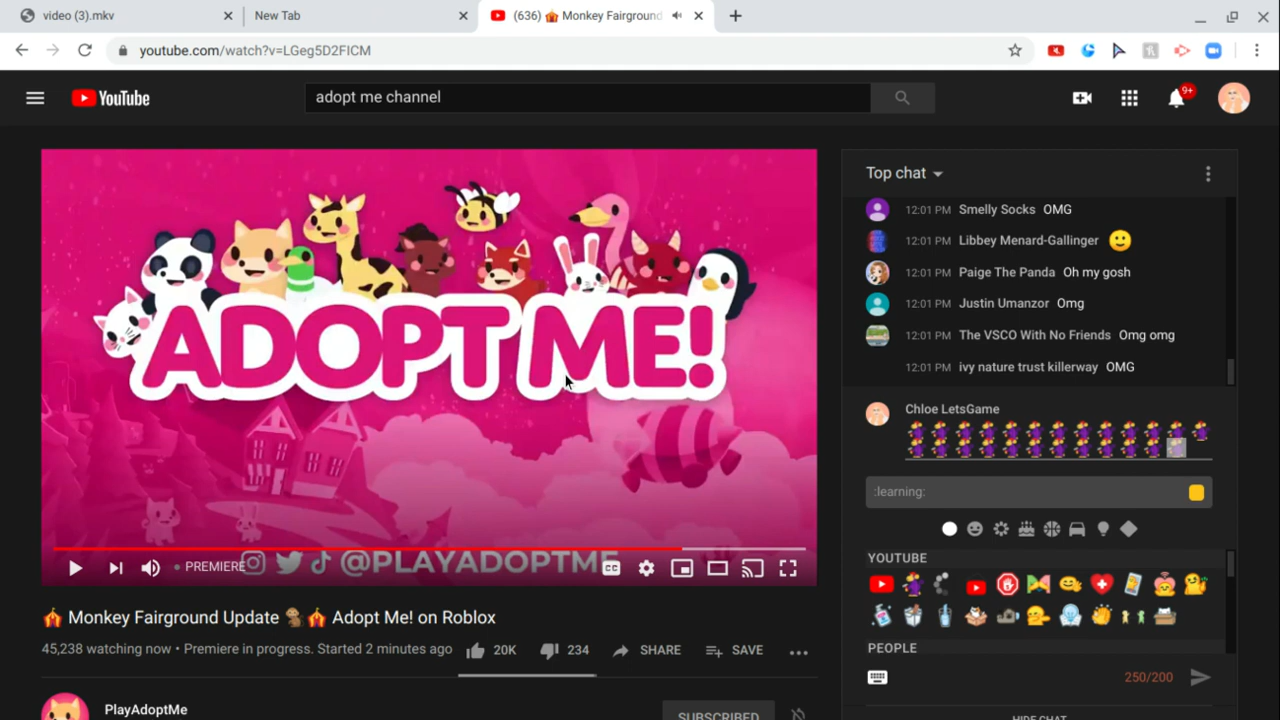 video (3).mkv
New Tab
(636) 🎪 Monkey Fairground
youtube.com/watch?v=LGeg5D2FICM
YouTube
adopt me channel
9+
ADOPT ME!
@PLAYADOPTME
PREMIERE
CC
🎪 Monkey Fairground Update 🐒🎪 Adopt Me! on Roblox
45,238 watching now • Premiere in progress. Started 2 minutes ago
20K
234
SHARE
SAVE
PlayAdoptMe
SUBSCRIBED
Top chat
12:01 PM Smelly Socks OMG
12:01 PM Libbey Menard-Gallinger 🙂
12:01 PM Paige The Panda Oh my gosh
12:01 PM Justin Umanzor Omg
12:01 PM The VSCO With No Friends Omg omg
12:01 PM ivy nature trust killerway OMG
Chloe LetsGame
:learning:
YOUTUBE
PEOPLE
250/200
HIDE CHAT